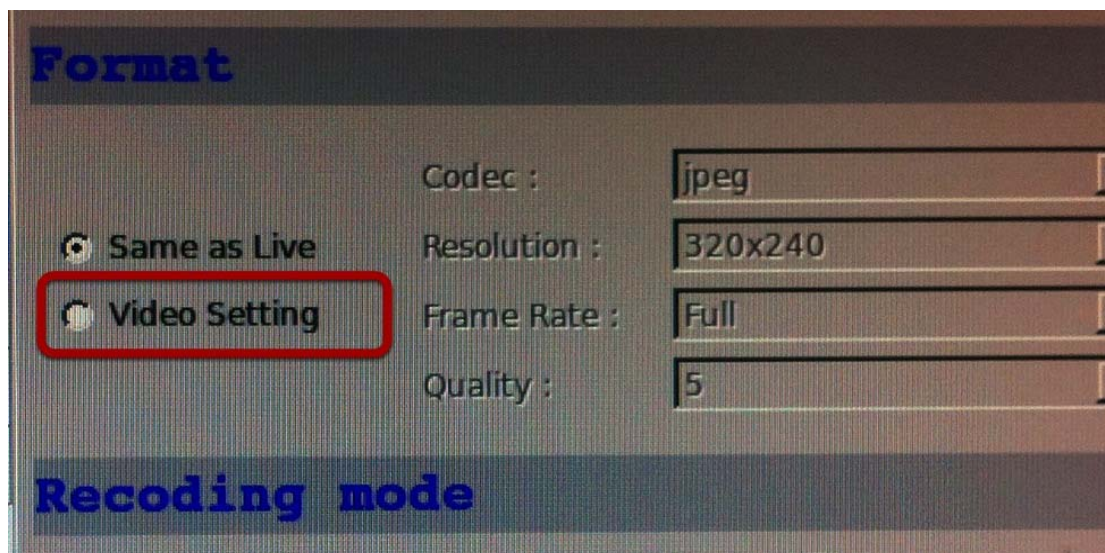 Format
Codec : jpeg
Same as Live Resolution : 320x240
Video Setting Frame Rate : Full
Quality : 5
Recoding mode